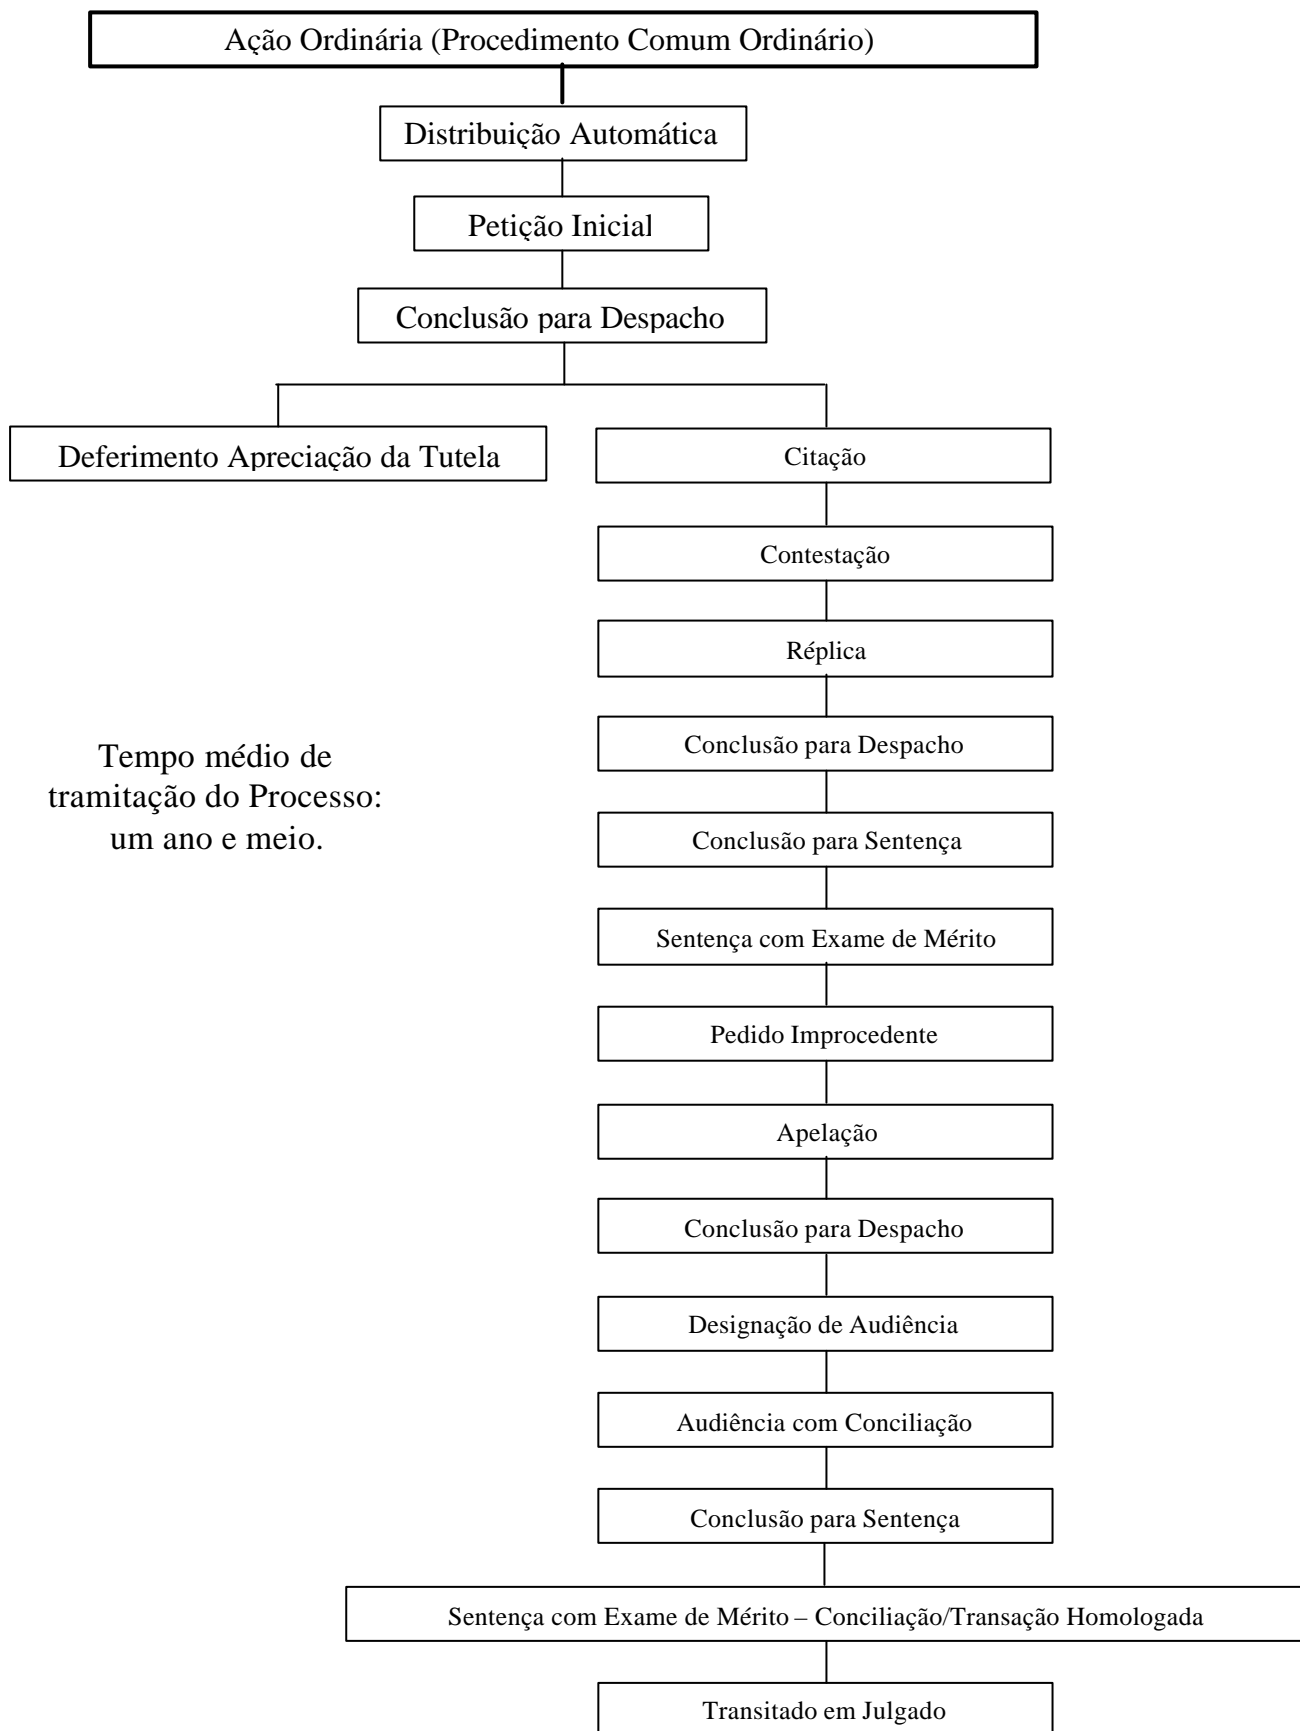 Ação Ordinária (Procedimento Comum Ordinário)
Distribuição Automática
Petição Inicial
Conclusão para Despacho
Deferimento Apreciação da Tutela
Citação
Contestação
Réplica
Conclusão para Despacho
Tempo médio de
tramitação do Processo:
um ano e meio.
Conclusão para Sentença
Sentença com Exame de Mérito
Pedido Improcedente
Apelação
Conclusão para Despacho
Designação de Audiência
Audiência com Conciliação
Conclusão para Sentença
Sentença com Exame de Mérito – Conciliação/Transação Homologada
Transitado em Julgado